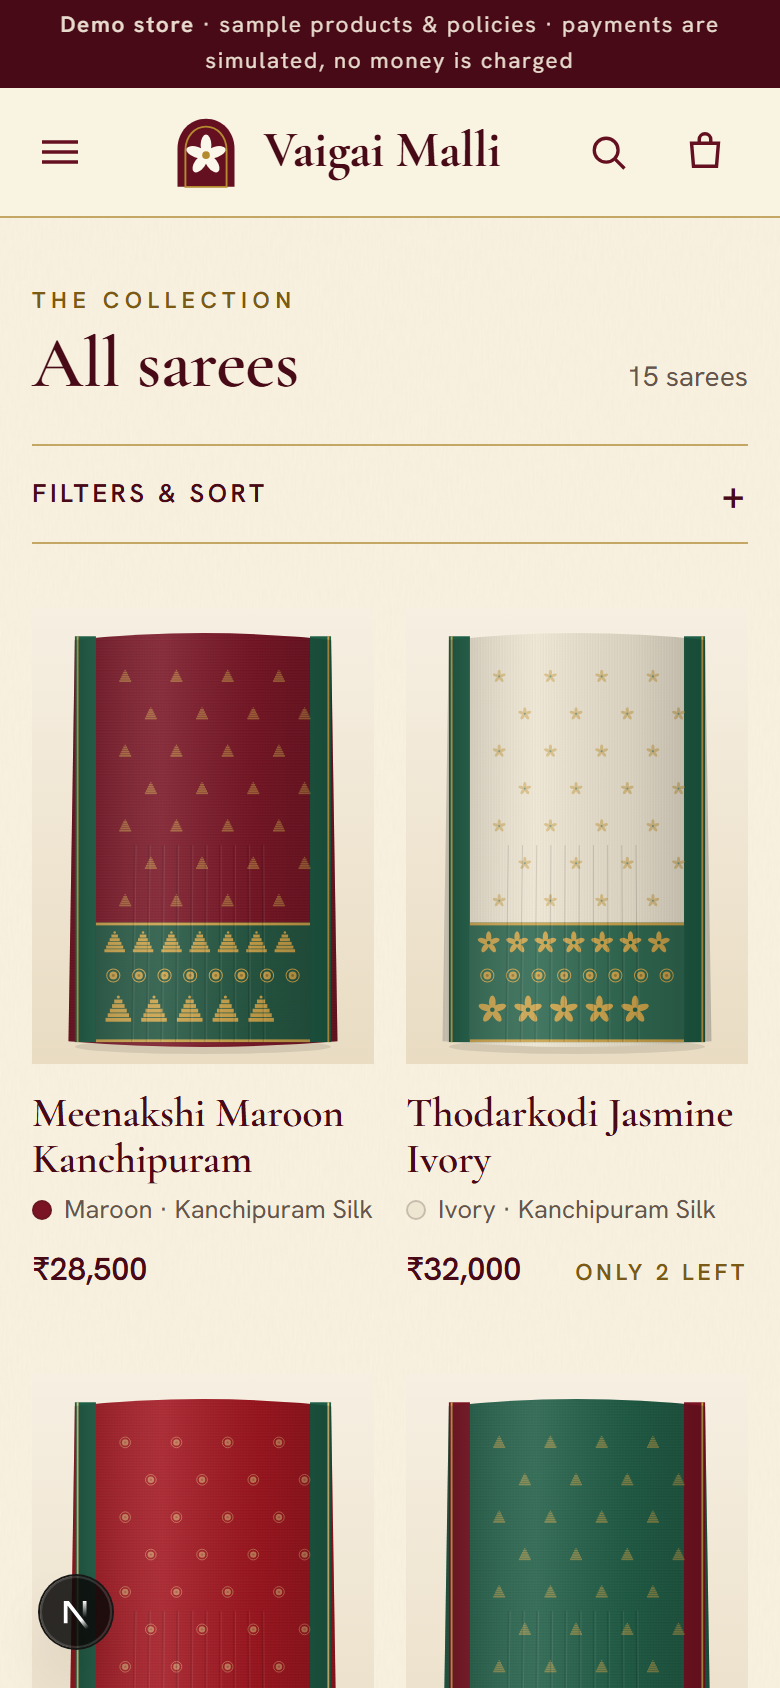 Demo store · sample products & policies · payments are
simulated, no money is charged
Vaigai Malli
THE COLLECTION
All sarees
15 sarees
FILTERS & SORT
+
Meenakshi Maroon
Kanchipuram
Maroon · Kanchipuram Silk
₹28,500
Thodarkodi Jasmine
Ivory
Ivory · Kanchipuram Silk
₹32,000
ONLY 2 LEFT
N